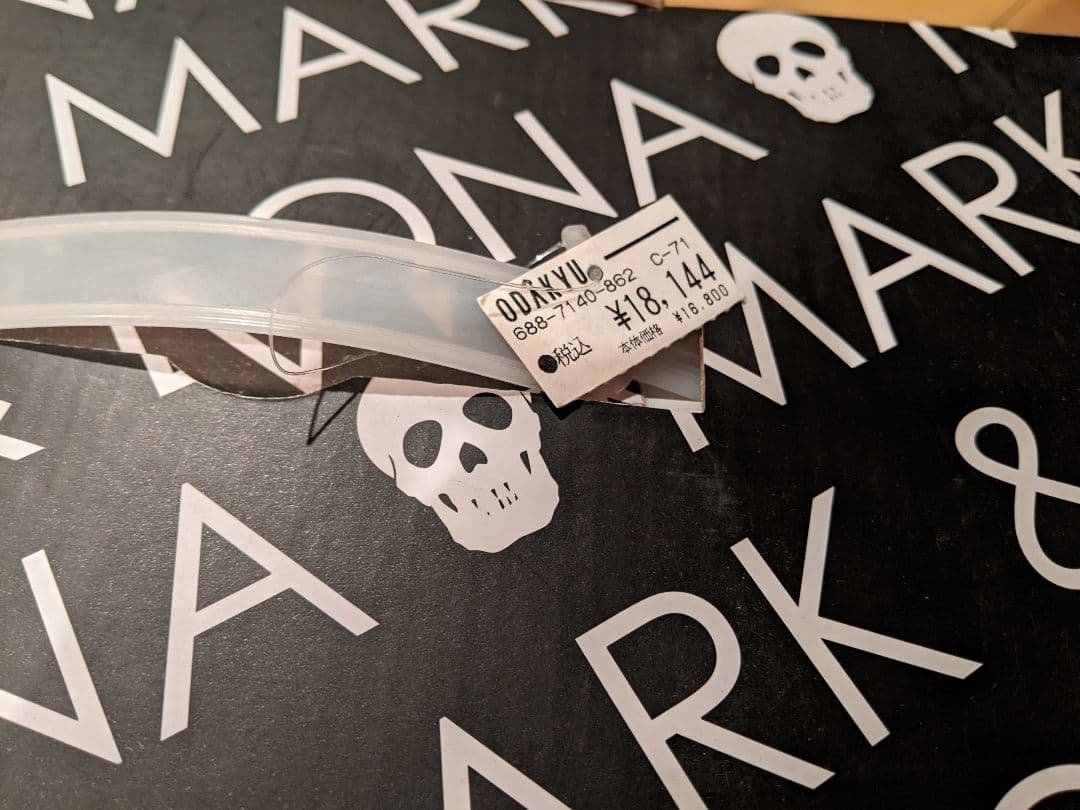 MARK
NA
MARK
MARK &
NA
ARK
ODAKYU
688-7140-862 C-71
¥18,144
税込 本体価格 ¥16,800